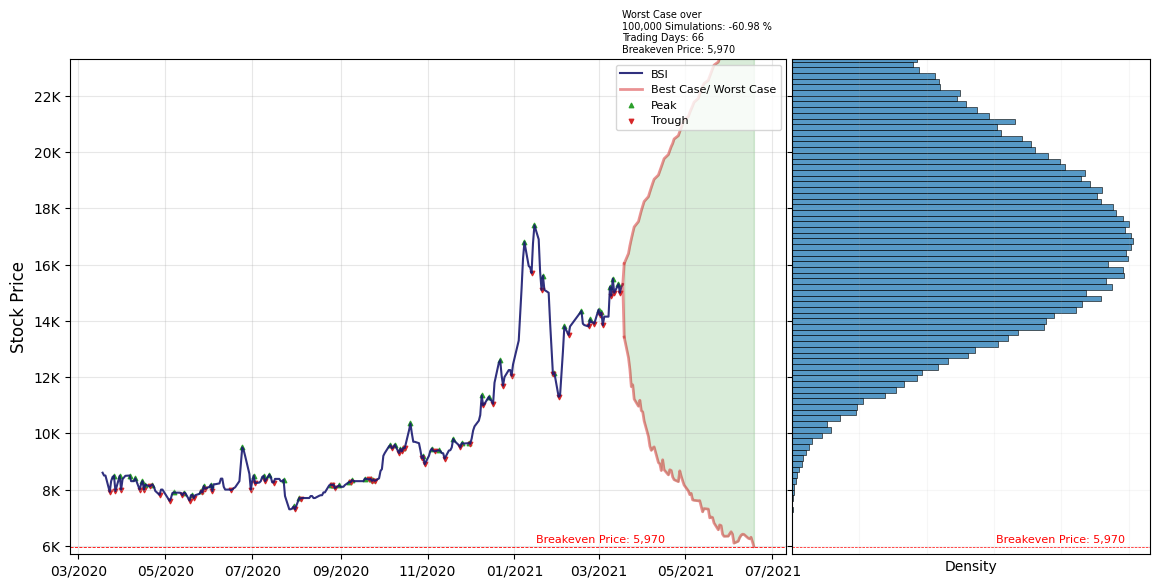 Worst Case over
100,000 Simulations: -60.98 %
Trading Days: 66
Breakeven Price: 5,970
BSI
Best Case/ Worst Case
Peak
Trough
Stock Price
22K
20K
18K
16K
14K
12K
10K
8K
6K
Breakeven Price: 5,970
Breakeven Price: 5,970
03/2020
05/2020
07/2020
09/2020
11/2020
01/2021
03/2021
05/2021
07/2021
Density